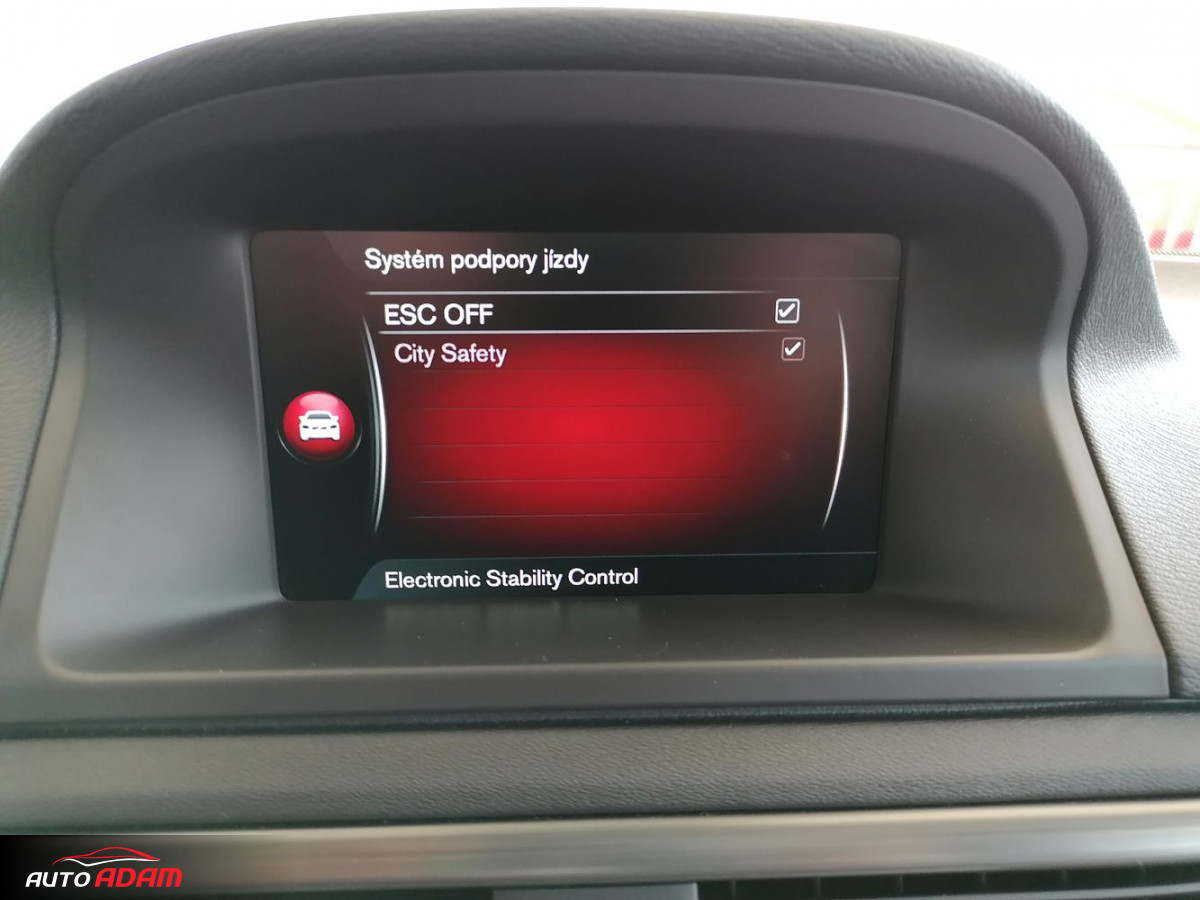 Systém podpory jízdy
ESC OFF
City Safety
Electronic Stability Control
AUTO ADAM